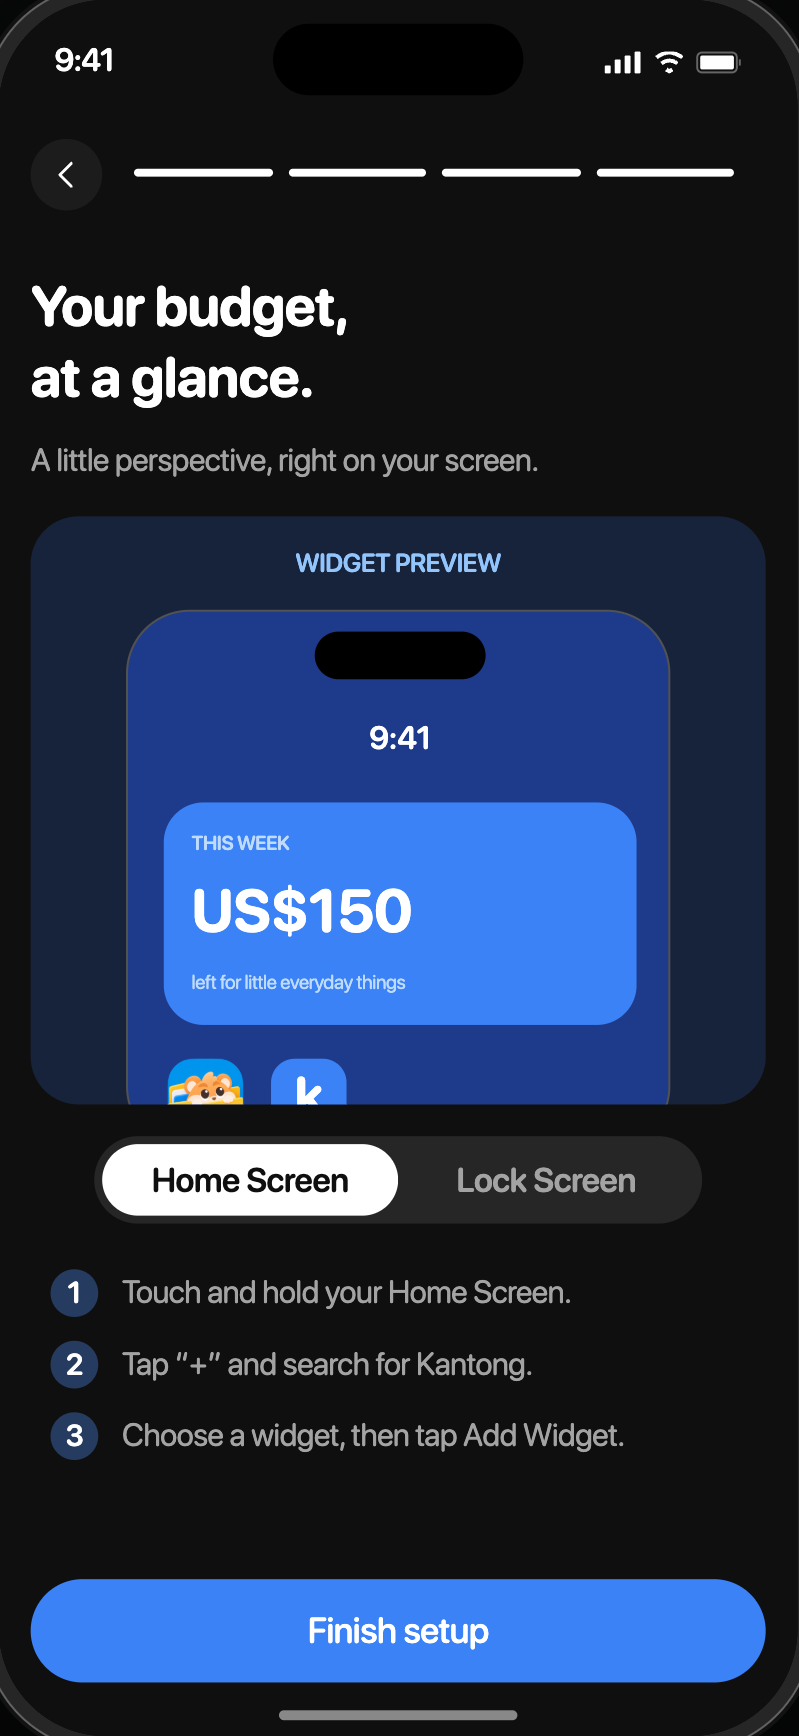 9:41
Your budget,
at a glance.
A little perspective, right on your screen.
WIDGET PREVIEW
9:41
THIS WEEK
US$150
left for little everyday things
k
Home Screen
Lock Screen
1 Touch and hold your Home Screen.
2 Tap “+” and search for Kantong.
3 Choose a widget, then tap Add Widget.
Finish setup